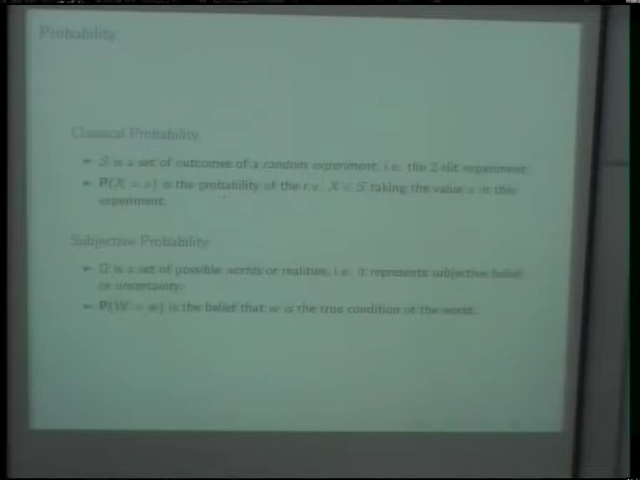 Probability
Classical Probability
S is a set of outcomes of a random experiment, i.e. the 2-slit experiment.
P(X = x) is the probability of the r.v. X ∈ S taking the value x in this
experiment.
Subjective Probability
Ω is a set of possible worlds or realities, i.e. it represents subjective belief
or uncertainty.
P(W = w) is the belief that w is the true condition of the world.